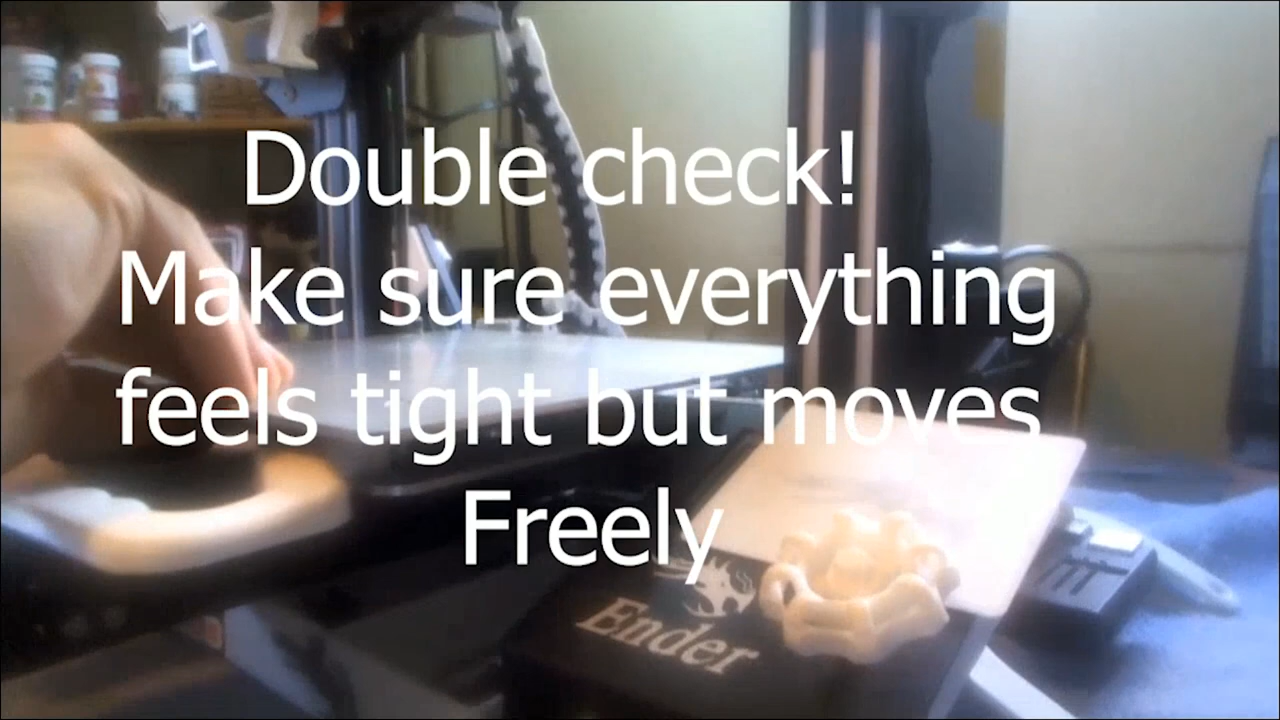 Double check!
Make sure everything
feels tight but moves
Freely
Ender